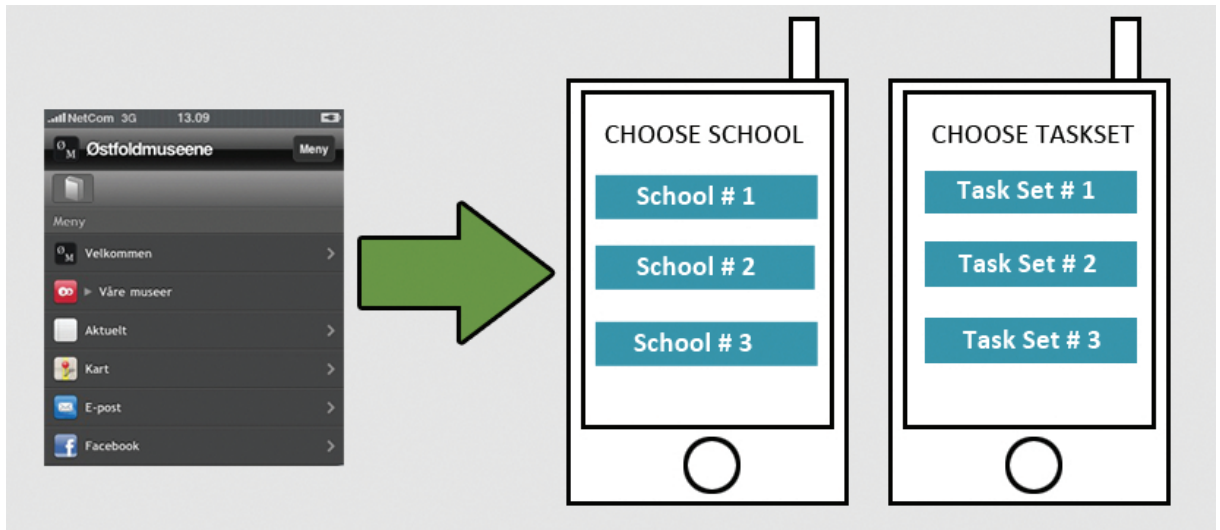 NetCom 3G 13.09
ØM Østfoldmuseene Meny
Meny
ØM Velkommen
Våre museer
Aktuelt
Kart
E-post
Facebook
CHOOSE SCHOOL
School # 1
School # 2
School # 3
CHOOSE TASKSET
Task Set # 1
Task Set # 2
Task Set # 3